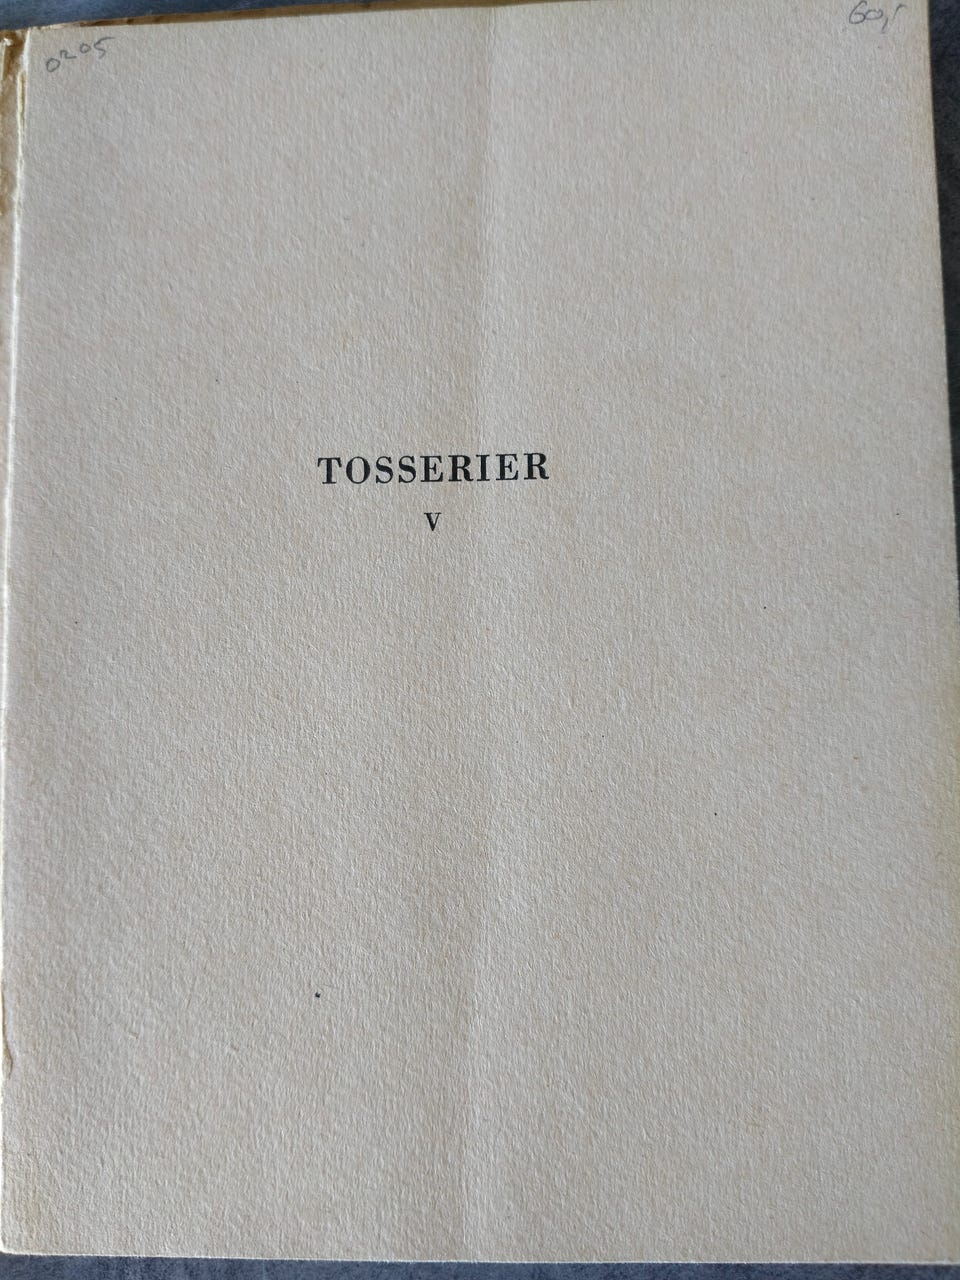 0205
60,-
TOSSERIER
V